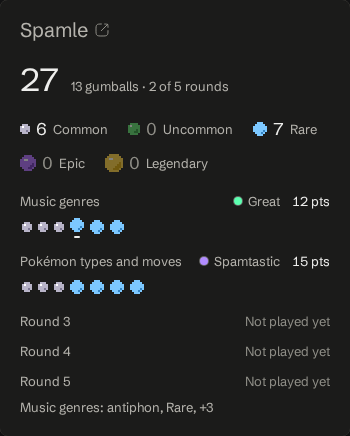 Spamle
27 13 gumballs · 2 of 5 rounds
6 Common 0 Uncommon 7 Rare
0 Epic 0 Legendary
Music genres Great 12 pts
Pokémon types and moves Spamtastic 15 pts
Round 3 Not played yet
Round 4 Not played yet
Round 5 Not played yet
Music genres: antiphon, Rare, +3